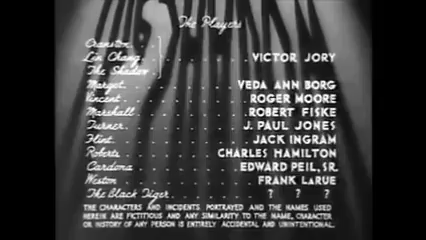 The Players
Cranston
Lin Chang VICTOR JORY
The Shadow
Margot VEDA ANN BORG
Vincent ROGER MOORE
Marshall ROBERT FISKE
Turner J. PAUL JONES
Flint JACK INGRAM
Roberts CHARLES HAMILTON
Cardona EDWARD PEIL, SR.
Weston FRANK LaRUE
The Black Tiger ? ? ?
THE CHARACTERS AND INCIDENTS PORTRAYED AND THE NAMES USED
HEREIN ARE FICTITIOUS AND ANY SIMILARITY TO THE NAME, CHARACTER
OR HISTORY OF ANY PERSON IS ENTIRELY ACCIDENTAL AND UNINTENTIONAL.